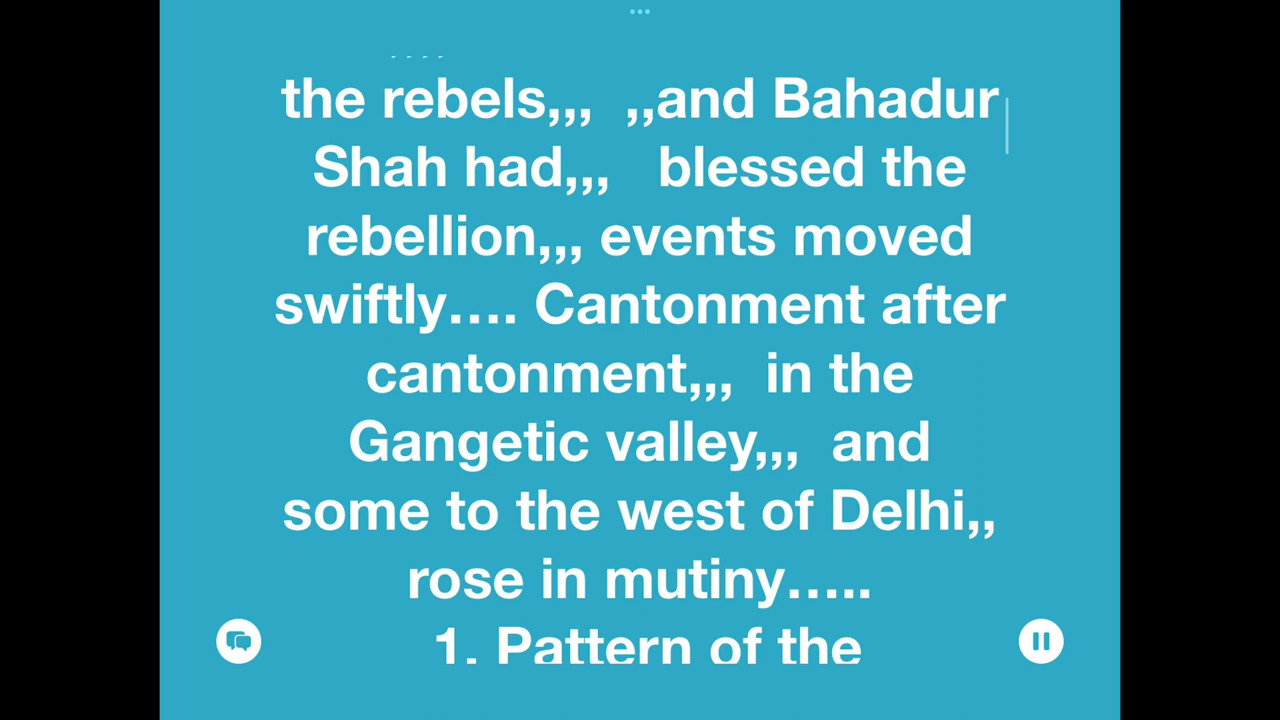 the rebels,,,  ,,and Bahadur
Shah had,,,   blessed the
rebellion,,, events moved
swiftly…. Cantonment after
cantonment,,,  in the
Gangetic valley,,,  and
some to the west of Delhi,,
rose in mutiny…..
1. Pattern of the